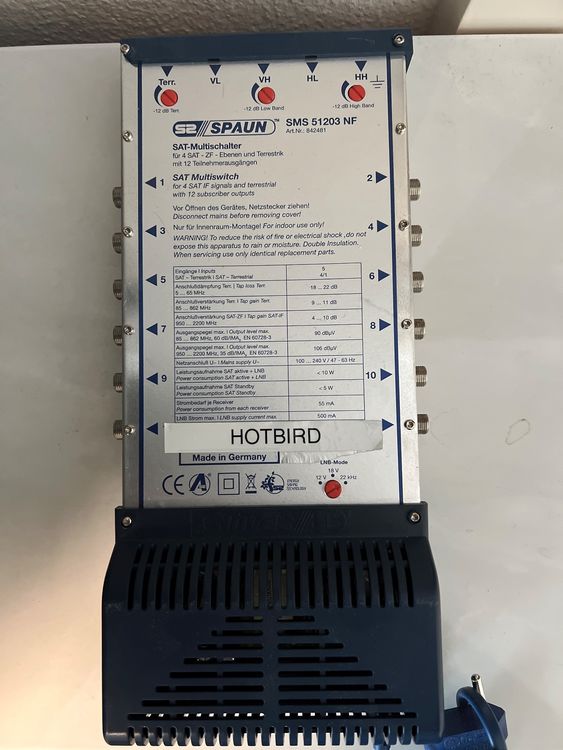 Terr. VL VH HL HH
-12 dB Terr. -12 dB Low Band -12 dB High Band
SPAUN™ SMS 51203 NF
Art.Nr.: 842481
SAT-Multischalter
für 4 SAT - ZF - Ebenen und Terrestrik
mit 12 Teilnehmerausgängen
1 SAT Multiswitch 2
for 4 SAT IF signals and terrestrial
with 12 subscriber outputs
Vor Öffnen des Gerätes, Netzstecker ziehen!
Disconnect mains before removing cover!
3 Nur für Innenraum-Montage! For indoor use only! 4
WARNING! To reduce the risk of fire or electrical shock ,do not
expose this apparatus to rain or moisture. Double Insulation.
When servicing use only identical replacement parts.
Eingänge | Inputs 5
SAT – Terrestrik | SAT – Terrestrial 4/1
5 6
Anschlußdämpfung Terr. | Tap loss Terr
5 ... 65 MHz 18 ... 22 dB
Anschlußverstärkung Terr. | Tap gain Terr.
85 ... 862 MHz 9 ... 11 dB
Anschlußverstärkung SAT-ZF | Tap gain SAT-IF
950 ... 2200 MHz 4 ... 10 dB
7 8
Ausgangspegel max. | Output level max.
85 ... 862 MHz, 60 dB/IMA₃ EN 60728-3 90 dBµV
Ausgangspegel max. | Output level max.
950 ... 2200 MHz, 35 dB/IMA₃ EN 60728-3 106 dBµV
Netzanschluß U~ | Mains supply U~ 100 ... 240 V / 47 - 63 Hz
9 10
Leistungsaufnahme SAT aktive + LNB
Power consumption SAT active + LNB < 10 W
Leistungsaufnahme SAT Standby
Power consumption SAT Standby < 5 W
Strombedarf je Receiver
Power consumption from each receiver 55 mA
LNB Strom max. | LNB supply current max. 500 mA
HOTBIRD
Made in Germany
LNB-Mode
18 V
12 V 22 kHz
CE